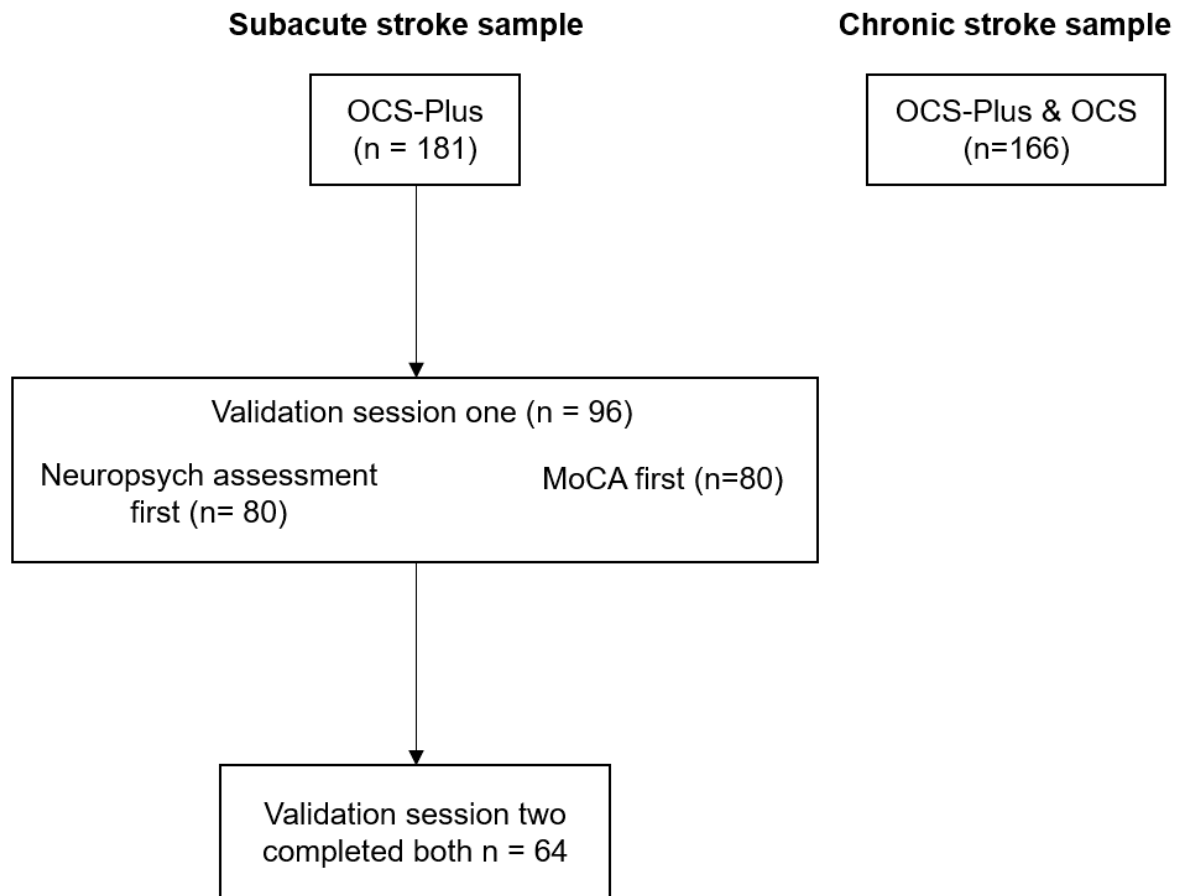 Subacute stroke sample
Chronic stroke sample
OCS-Plus
(n = 181)
OCS-Plus & OCS
(n=166)
Validation session one (n = 96)
Neuropsych assessment
first (n= 80)
MoCA first (n=80)
Validation session two
completed both n = 64